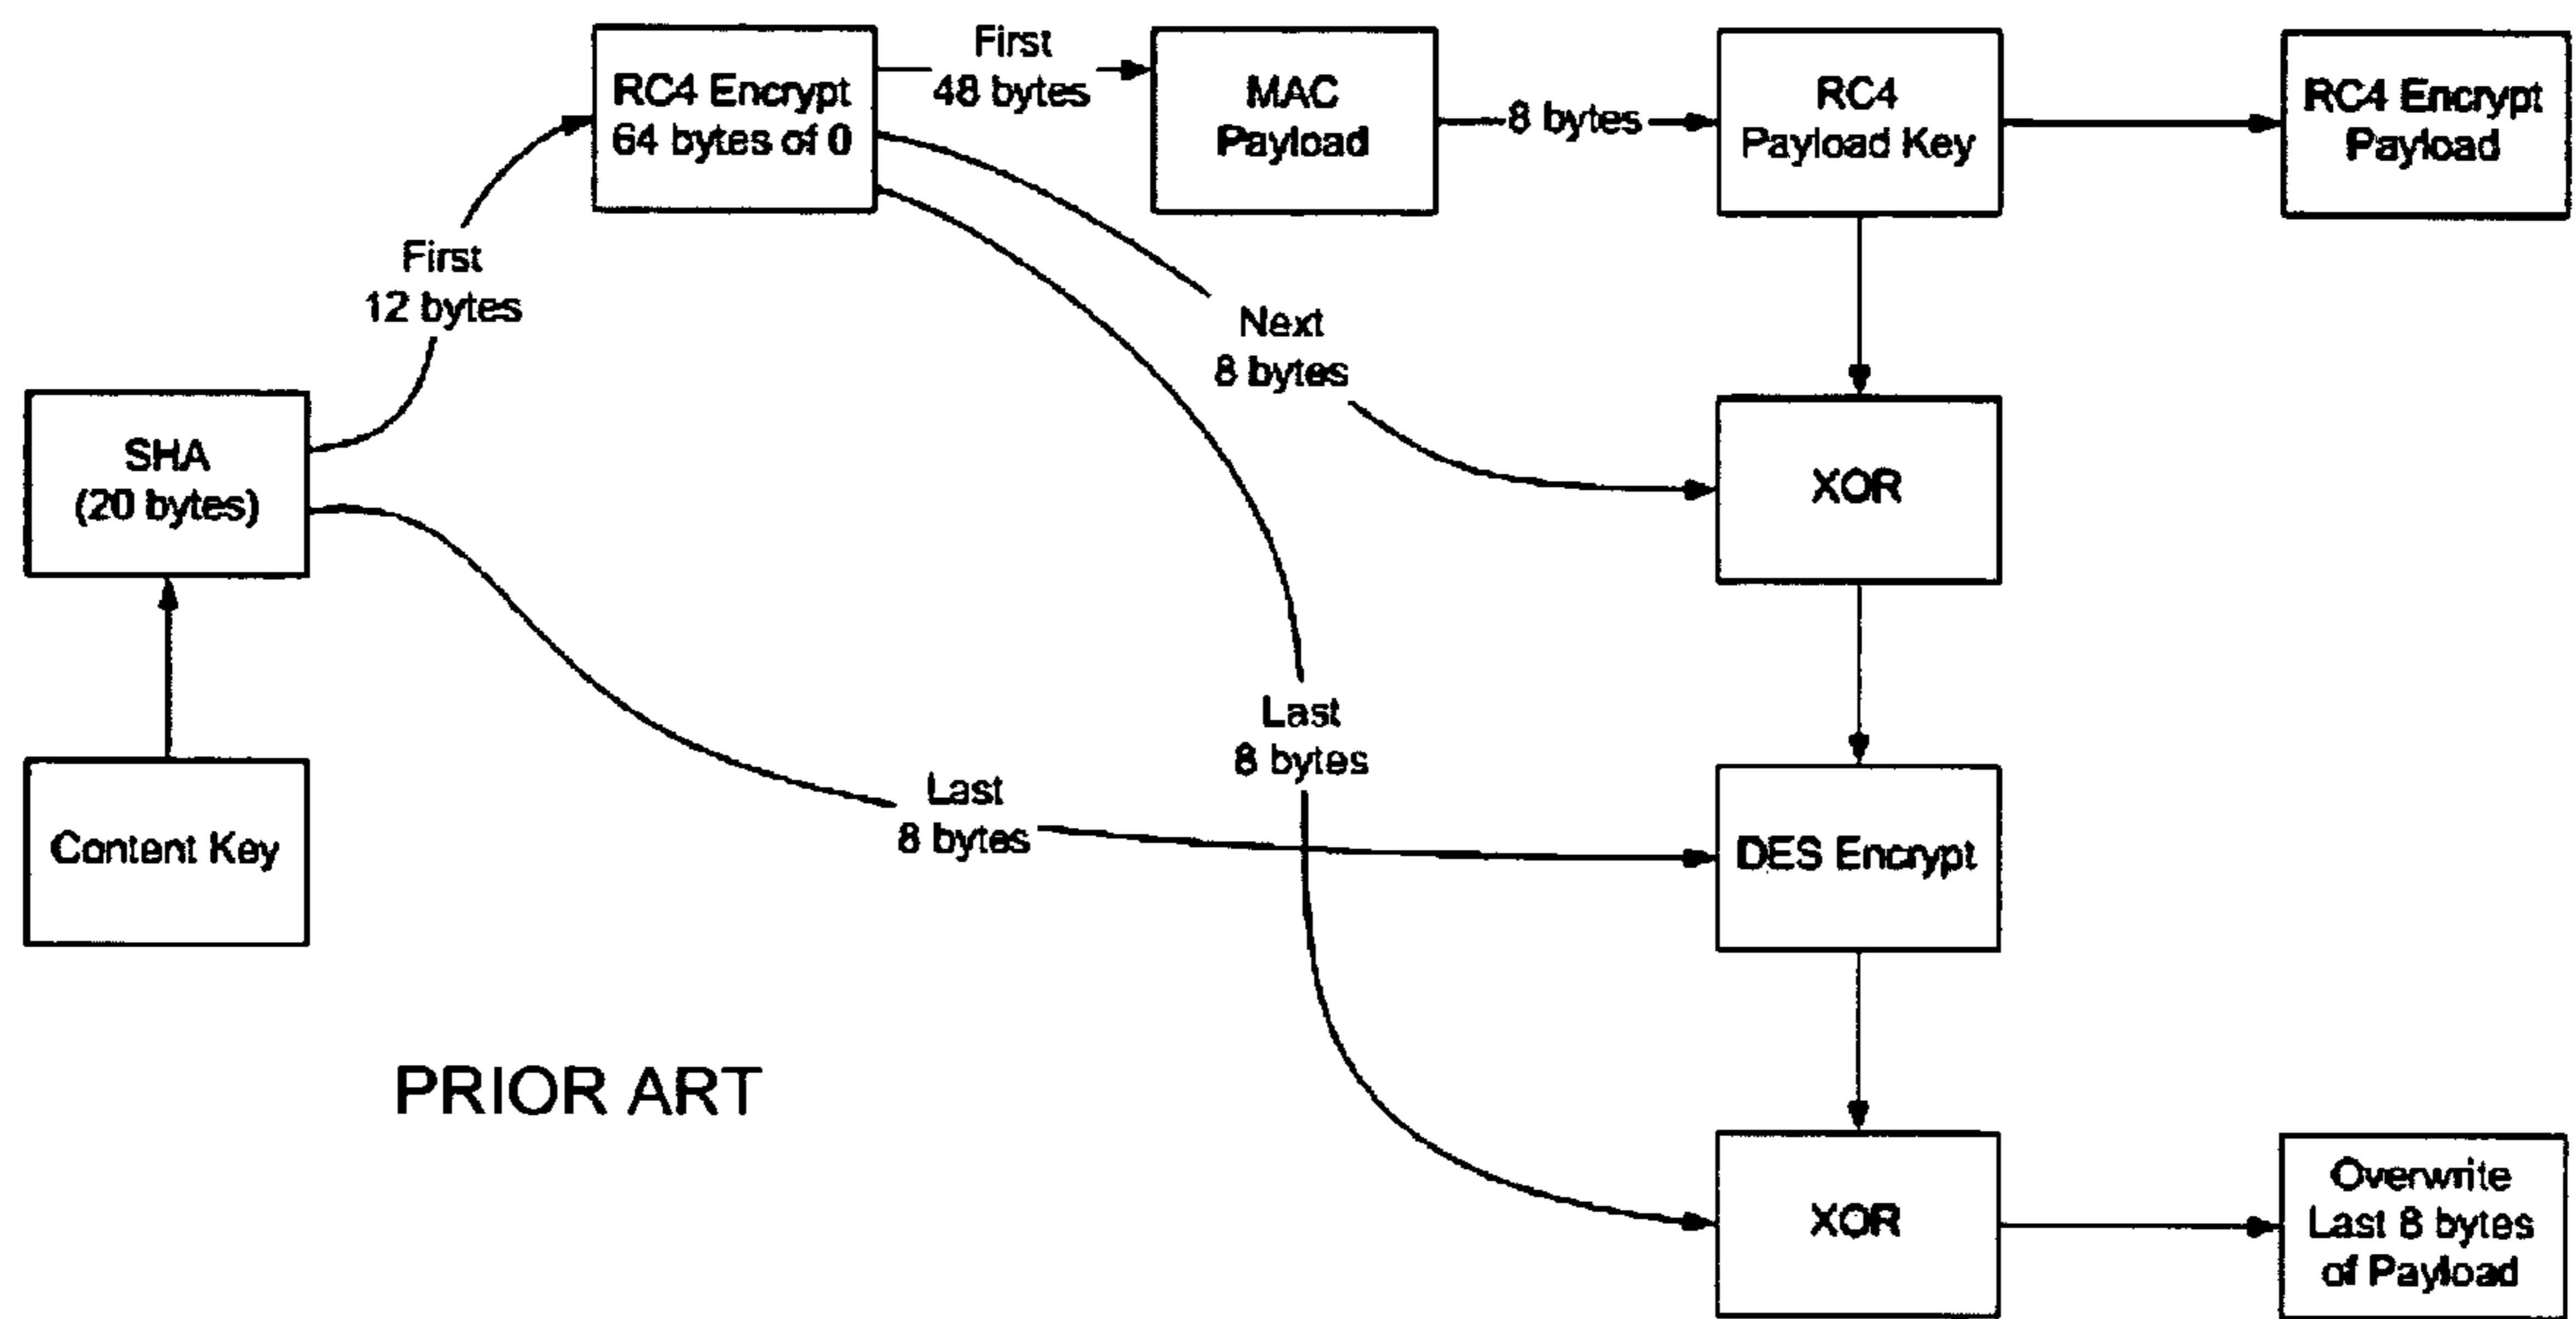 First
48 bytes
RC4 Encrypt
64 bytes of 0
MAC
Payload
8 bytes
RC4
Payload Key
RC4 Encrypt
Payload
First
12 bytes
Next
8 bytes
SHA
(20 bytes)
XOR
Last
8 bytes
Last
8 bytes
Content Key
DES Encrypt
PRIOR ART
XOR
Overwrite
Last 8 bytes
of Payload